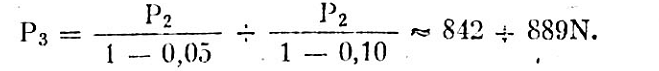 P₃ = P₂ / (1 — 0,05) ÷ P₂ / (1 — 0,10) ≈ 842 ÷ 889N.